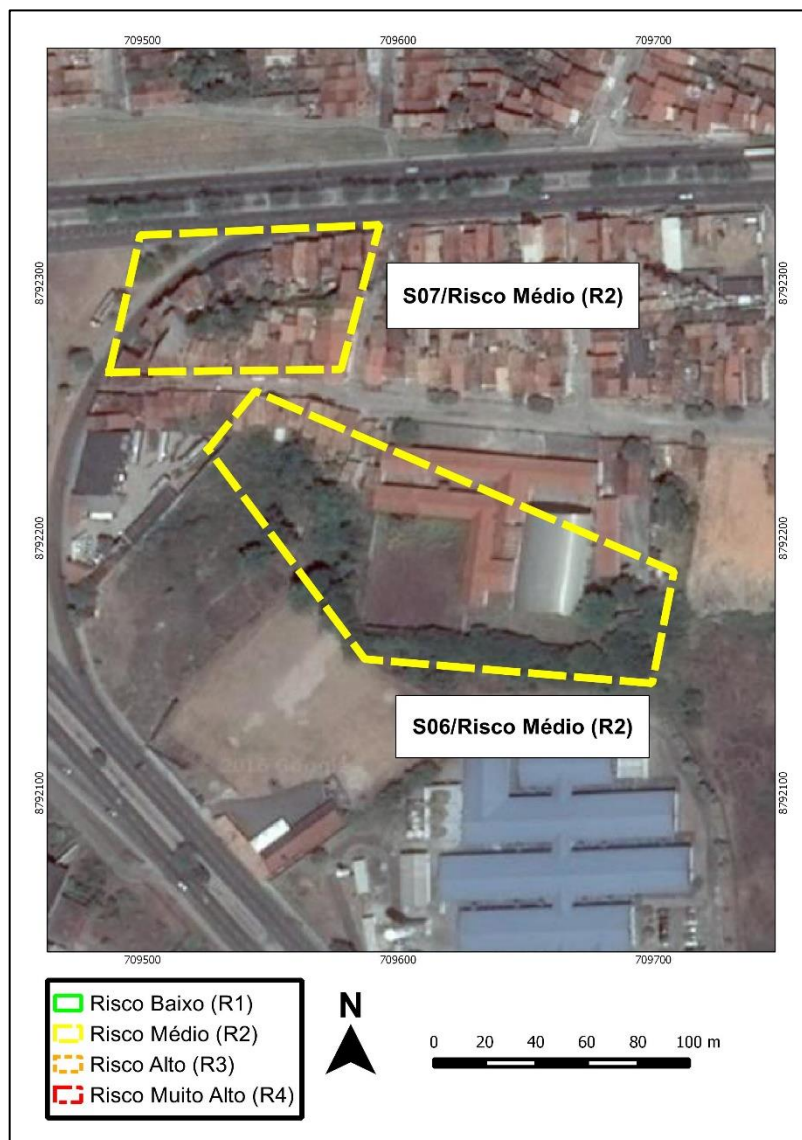 709500 709600 709700
8792300 8792300
S07/Risco Médio (R2)
8792200 8792200
S06/Risco Médio (R2)
8792100 8792100
709500 709600 709700
Risco Baixo (R1)
Risco Médio (R2)
Risco Alto (R3)
Risco Muito Alto (R4)
N
0 20 40 60 80 100 m